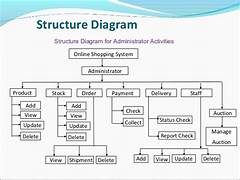 Structure Diagram
Structure Diagram for Administrator Activities
Online Shopping System
Administrator
Product
Stock
Order
Payment
Delivery
Staff
Add
View
Update
Delete
Add
View
Update
Delete
View
Shipment
Delete
Check
Collect
Status Check
Report Check
Add
View
Update
Delete
Auction
Manage
Auction